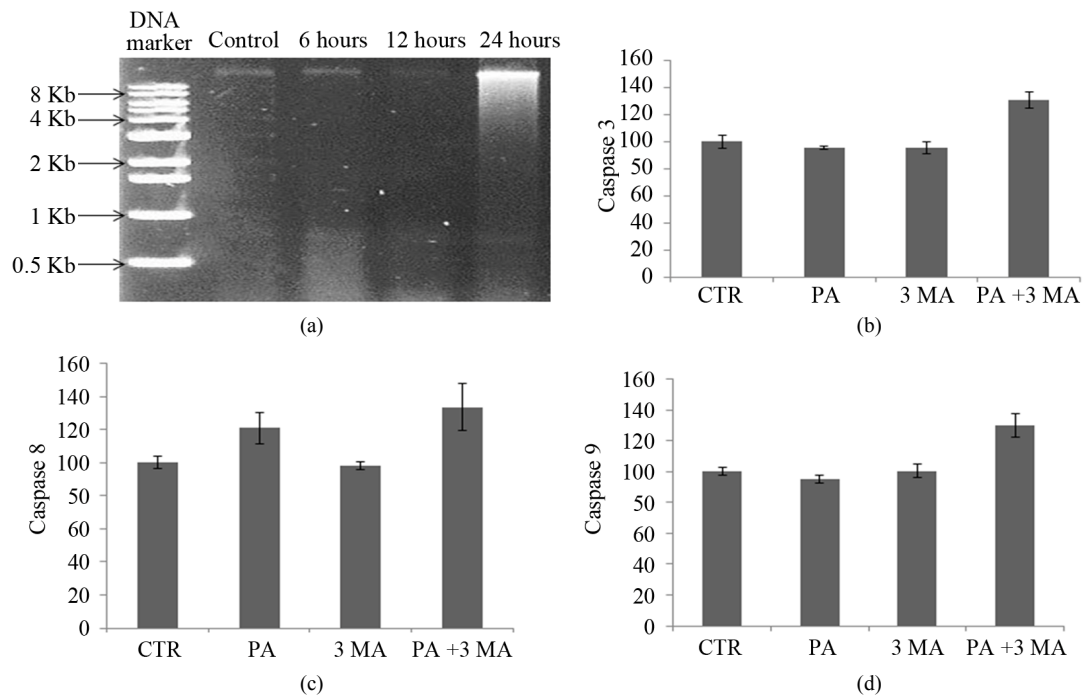 DNA
marker
Control 6 hours 12 hours 24 hours
8 Kb
4 Kb
2 Kb
1 Kb
0.5 Kb
(a)
Caspase 3
160
140
120
100
50
60
40
20
0
CTR PA 3 MA PA +3 MA
(b)
Caspase 8
160
140
120
100
50
60
40
20
0
CTR PA 3 MA PA +3 MA
(c)
Caspase 9
160
140
120
100
50
60
40
20
0
CTR PA 3 MA PA +3 MA
(d)